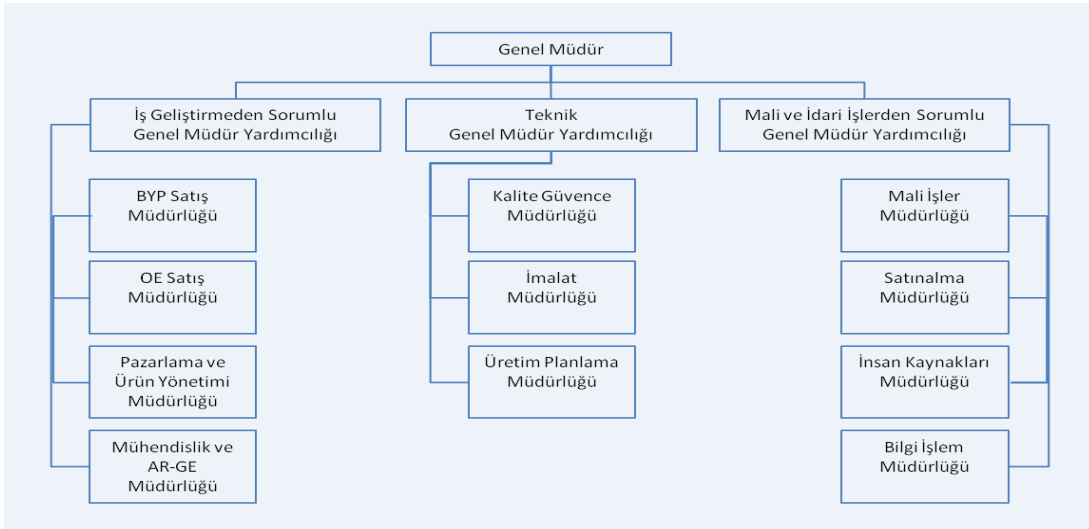 Genel Müdür
İş Geliştirmeden Sorumlu
Genel Müdür Yardımcılığı
Teknik
Genel Müdür Yardımcılığı
Mali ve İdari İşlerden Sorumlu
Genel Müdür Yardımcılığı
BYP Satış
Müdürlüğü
OE Satış
Müdürlüğü
Pazarlama ve
Ürün Yönetimi
Müdürlüğü
Mühendislik ve
AR-GE
Müdürlüğü
Kalite Güvence
Müdürlüğü
İmalat
Müdürlüğü
Üretim Planlama
Müdürlüğü
Mali İşler
Müdürlüğü
Satınalma
Müdürlüğü
İnsan Kaynakları
Müdürlüğü
Bilgi İşlem
Müdürlüğü